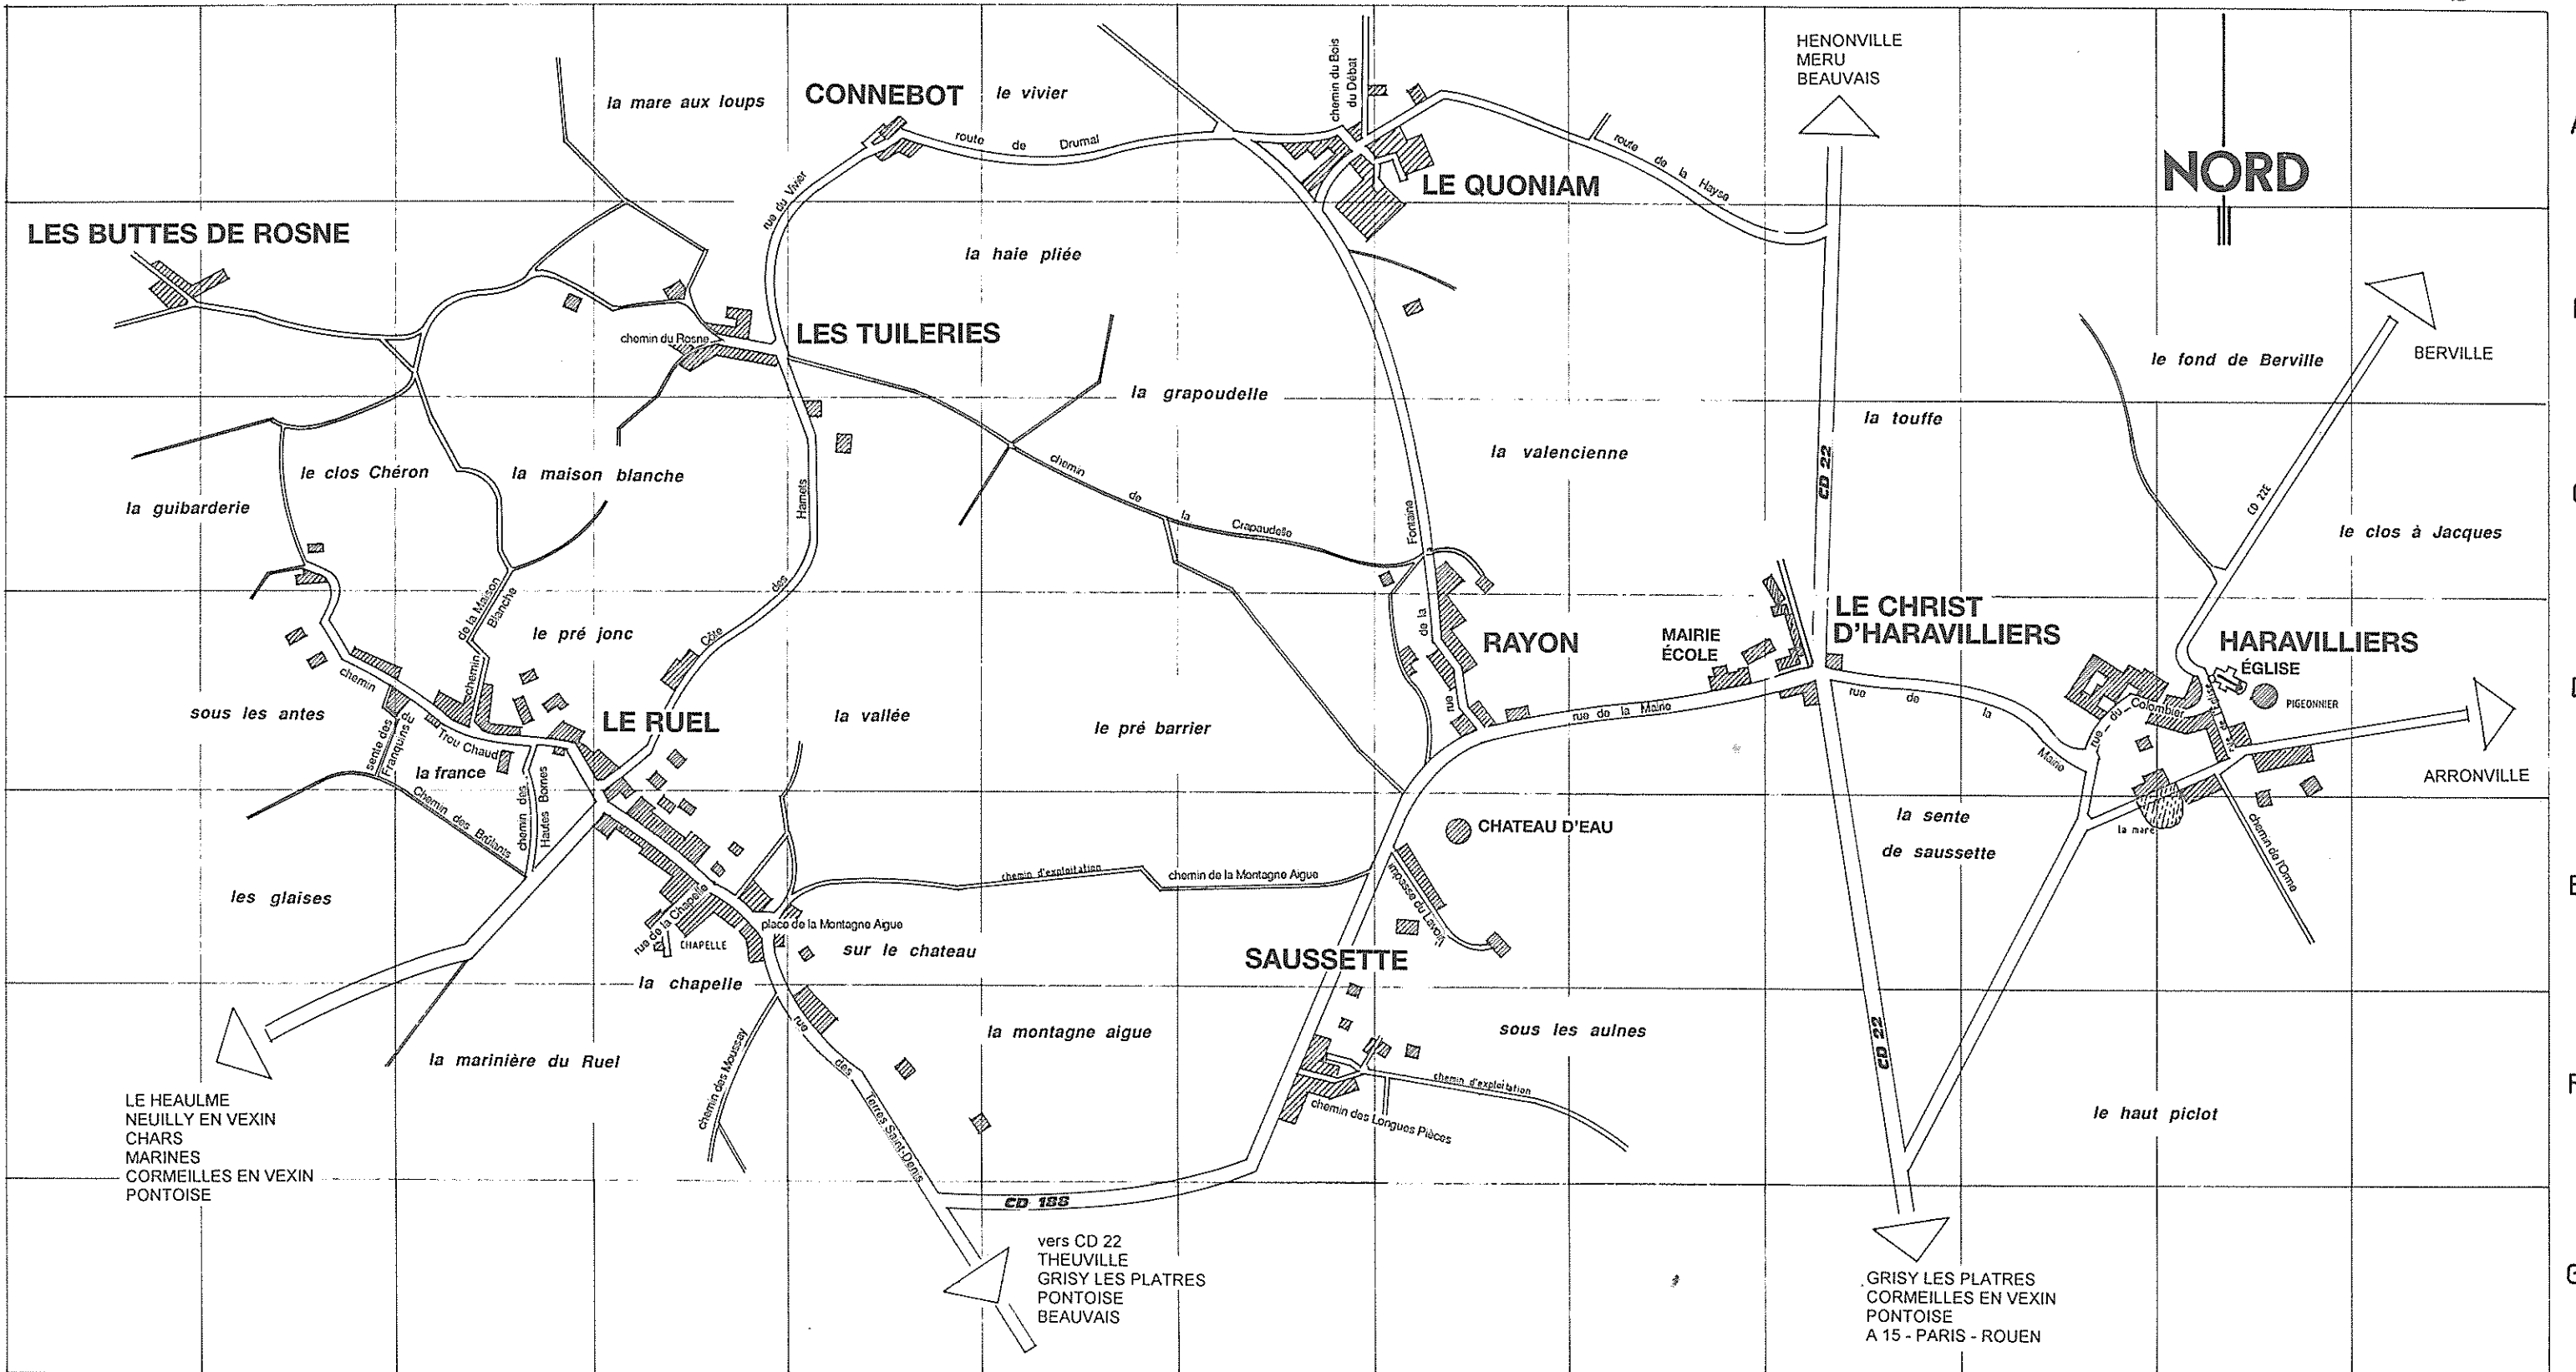 HENONVILLE
MERU
BEAUVAIS
chemin du Bois
du Débat
la mare aux loups
CONNEBOT
le vivier
A
route de Drumal
route de la Hayse
NORD
LE QUONIAM
rue du Vivier
LES BUTTES DE ROSNE
la haie pliée
LES TUILERIES
chemin du Rosne
BERVILLE
le fond de Berville
la grapoudelle
la touffe
la valencienne
CD 22
le clos Chéron
la maison blanche
la guibarderie
chemin de la Crapaudelle
CD 22E
le clos à Jacques
rue de la Fontaine
Côte des Hamets
chemin de la Maison
Blanche
le pré jonc
LE CHRIST
D'HARAVILLIERS
MAIRIE
ÉCOLE
RAYON
HARAVILLIERS
ÉGLISE
PIGEONNIER
chemin du Trou Chaud
sous les antes
LE RUEL
la vallée
le pré barrier
rue de la Mairie
rue de la Mairie
rue du Colombier
sente des
Franquins
la france
ARRONVILLE
Chemin des Brûlants
chemin des
Hautes Bornes
CHATEAU D'EAU
la sente
de saussette
la mare
chemin de l'Orme
les glaises
chemin d'exploitation
chemin de la Montagne Aigue
impasse du Lavoir
E
rue de la Chapelle
CHAPELLE
place de la Montagne Aigue
sur le chateau
SAUSSETTE
la chapelle
la montagne aigue
sous les aulnes
la marinière du Ruel
chemin des Moussay
rue des Terres Saint-Denis
chemin d'exploitation
chemin des Longues Pièces
CD 22
le haut piclot
LE HEAULME
NEUILLY EN VEXIN
CHARS
MARINES
CORMEILLES EN VEXIN
PONTOISE
CD 188
vers CD 22
THEUVILLE
GRISY LES PLATRES
PONTOISE
BEAUVAIS
GRISY LES PLATRES
CORMEILLES EN VEXIN
PONTOISE
A 15 - PARIS - ROUEN